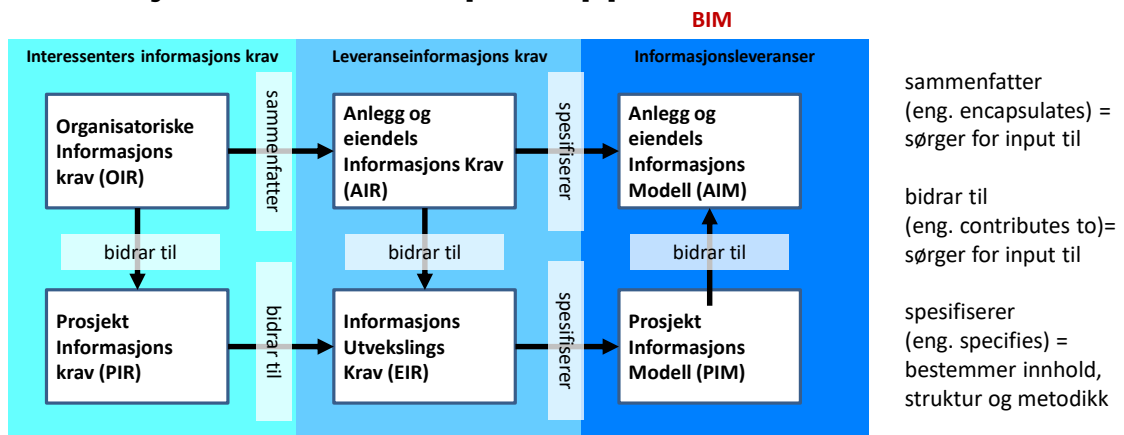 BIM
Interessenters informasjons krav
Leveranseinformasjons krav
Informasjonsleveranser
Organisatoriske
Informasjons
krav (OIR)
sammenfatter
Anlegg og
eiendels
Informasjons Krav
(AIR)
spesifiserer
Anlegg og
eiendels
Informasjons
Modell (AIM)
bidrar til
bidrar til
bidrar til
Prosjekt
Informasjons
krav (PIR)
bidrar til
Informasjons
Utvekslings
Krav (EIR)
spesifiserer
Prosjekt
Informasjons
Modell (PIM)
sammenfatter
(eng. encapsulates) =
sørger for input til
bidrar til
(eng. contributes to)=
sørger for input til
spesifiserer
(eng. specifies) =
bestemmer innhold,
struktur og metodikk